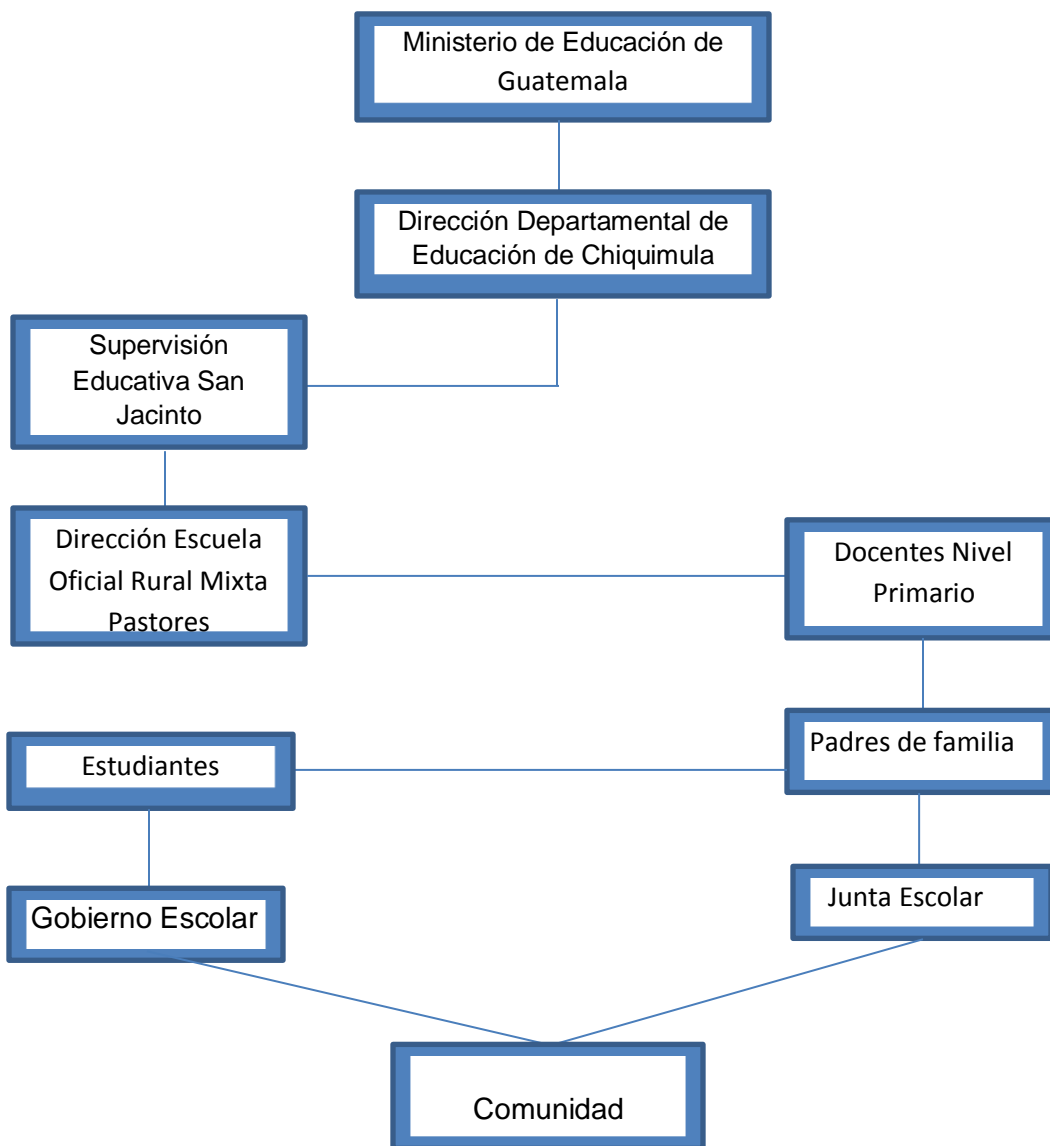 Ministerio de Educación de
Guatemala
Dirección Departamental de
Educación de Chiquimula
Supervisión
Educativa San
Jacinto
Dirección Escuela
Oficial Rural Mixta
Pastores
Docentes Nivel
Primario
Padres de familia
Estudiantes
Gobierno Escolar
Junta Escolar
Comunidad